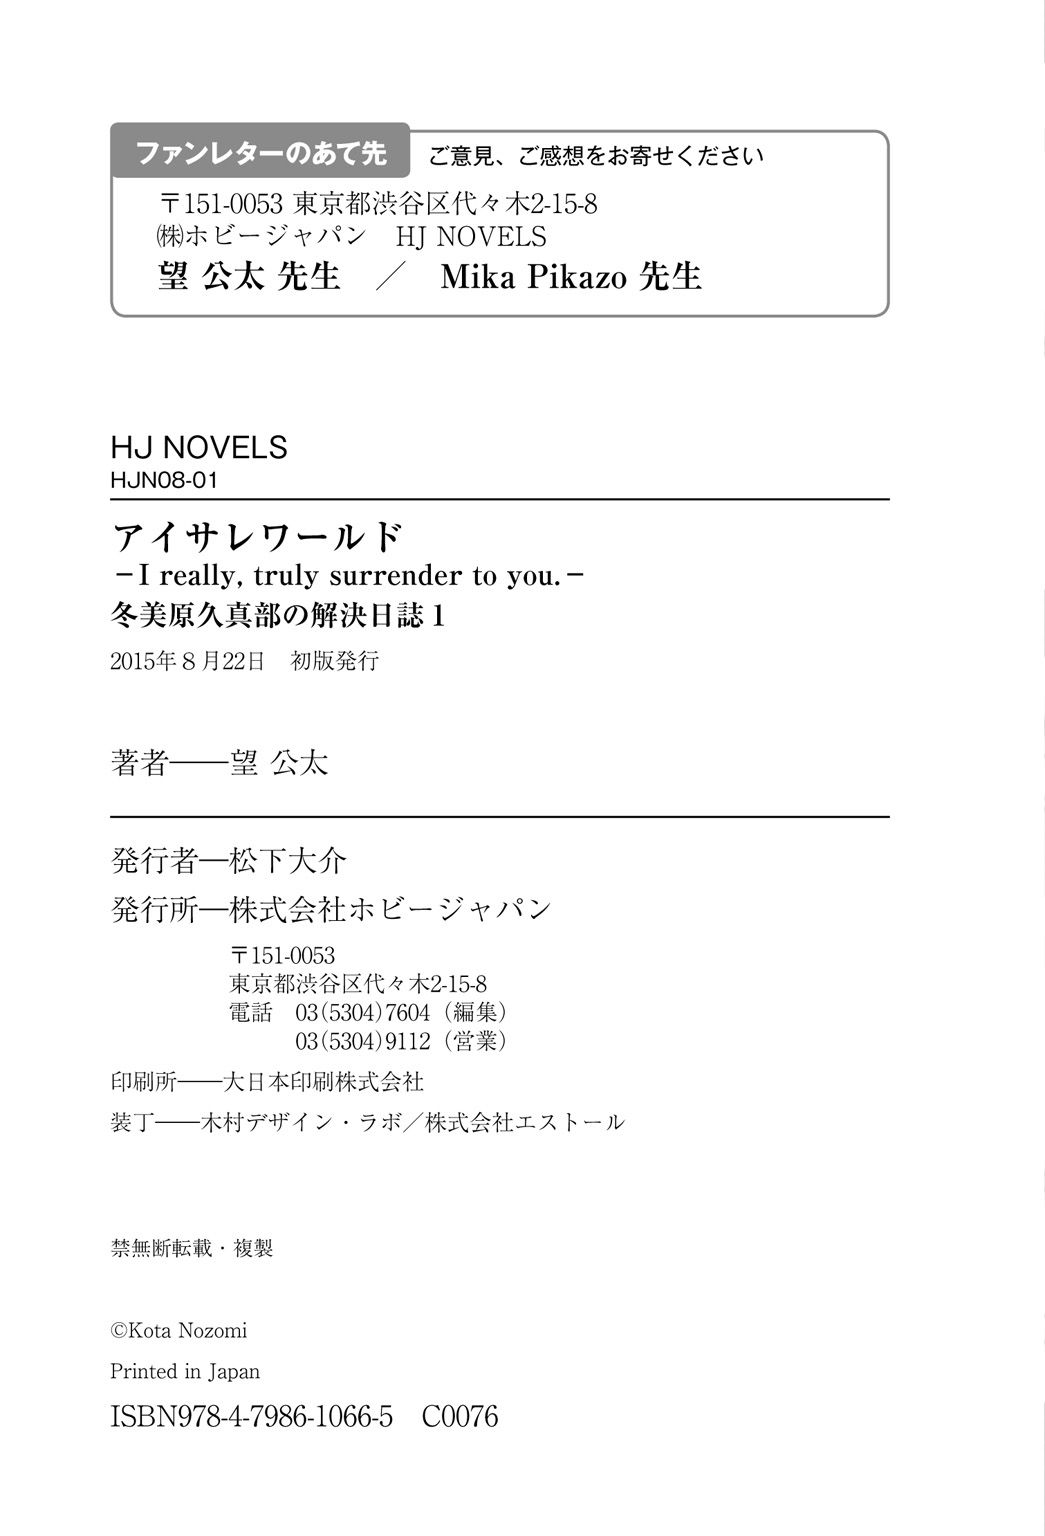 ファンレターのあて先 ご意見、ご感想をお寄せください
〒151-0053 東京都渋谷区代々木2-15-8
㈱ホビージャパン　HJ NOVELS
望 公太 先生　／　Mika Pikazo 先生
HJ NOVELS
HJN08-01
アイサレワールド
－I really, truly surrender to you.－
冬美原久真部の解決日誌 1
2015年８月22日　初版発行
著者――望 公太
発行者―松下大介
発行所―株式会社ホビージャパン
〒151-0053
東京都渋谷区代々木2-15-8
電話　03(5304)7604（編集）
03(5304)9112（営業）
印刷所――大日本印刷株式会社
装丁――木村デザイン・ラボ／株式会社エストール
禁無断転載・複製
©Kota Nozomi
Printed in Japan
ISBN978-4-7986-1066-5　C0076